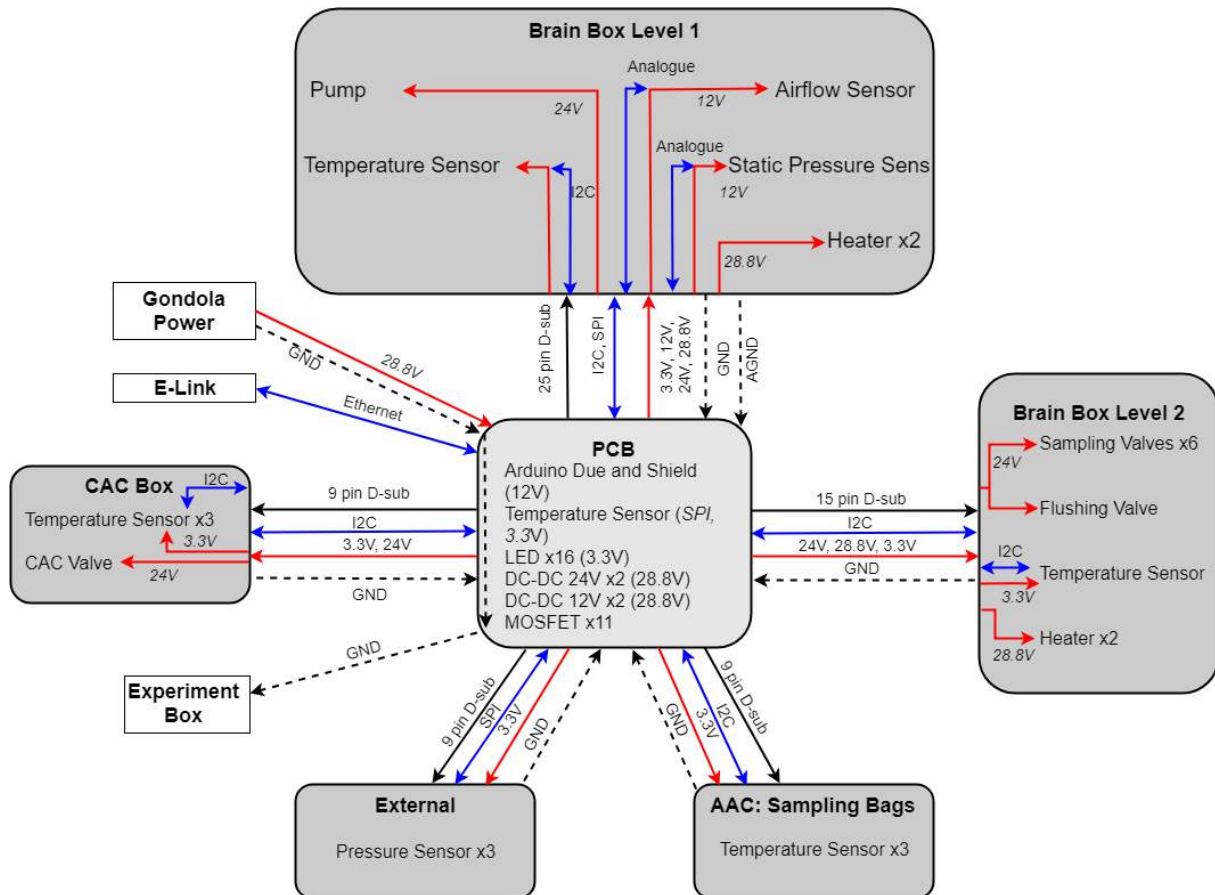 Brain Box Level 1
Analogue
Pump
24V
12V
Airflow Sensor
Analogue
Temperature Sensor
I2C
Static Pressure Sens
12V
Heater x2
28.8V
Gondola
Power
GND
28.8V
25 pin D-sub
I2C, SPI
3.3V, 12V,
24V, 28.8V
GND
AGND
E-Link
Ethernet
PCB
Arduino Due and Shield
(12V)
Temperature Sensor (SPI,
3.3V)
LED x16 (3.3V)
DC-DC 24V x2 (28.8V)
DC-DC 12V x2 (28.8V)
MOSFET x11
CAC Box
I2C
Temperature Sensor x3
3.3V
CAC Valve
24V
9 pin D-sub
I2C
3.3V, 24V
GND
15 pin D-sub
I2C
24V, 28.8V, 3.3V
GND
Brain Box Level 2
Sampling Valves x6
24V
Flushing Valve
I2C
Temperature Sensor
3.3V
Heater x2
28.8V
GND
Experiment
Box
9 pin D-sub
SPI
3.3V
GND
GND
3.3V
I2C
9 pin D-sub
External
Pressure Sensor x3
AAC: Sampling Bags
Temperature Sensor x3